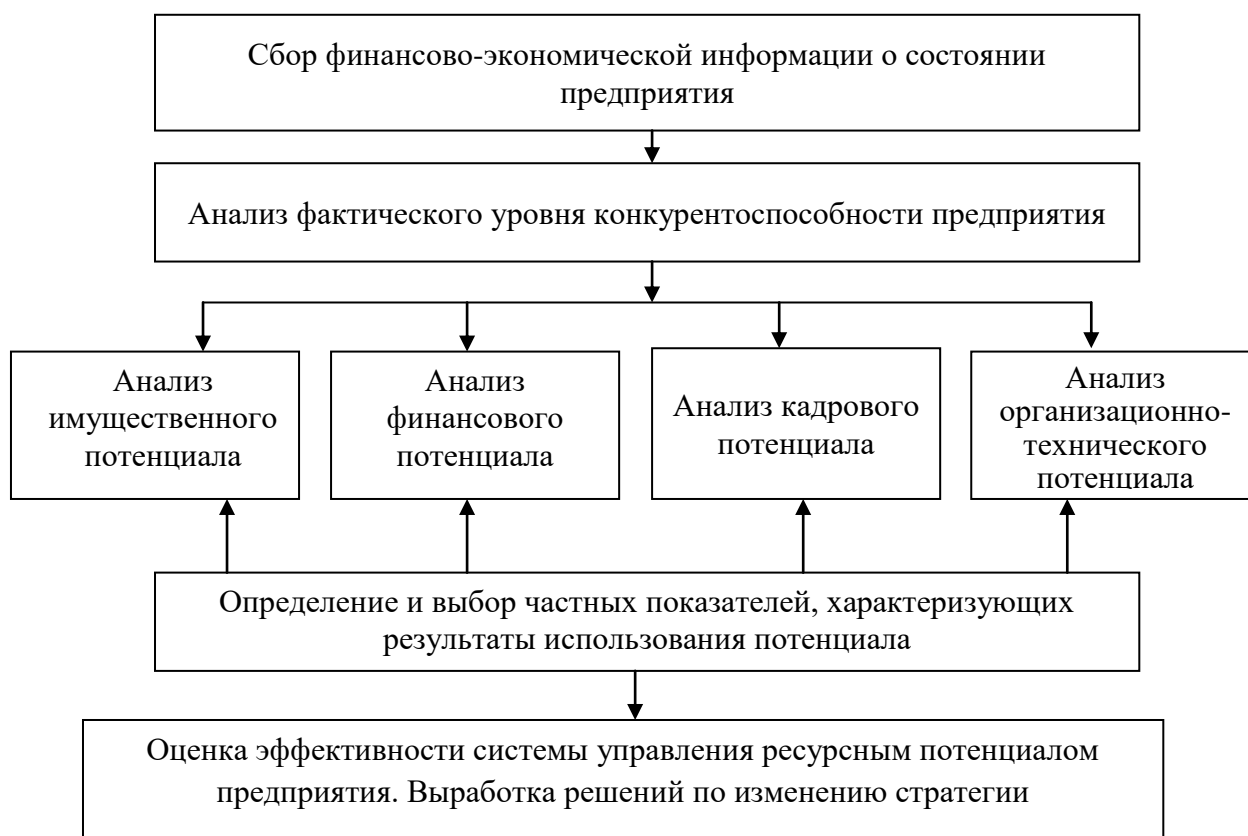 Сбор финансово-экономической информации о состоянии
предприятия
Анализ фактического уровня конкурентоспособности предприятия
Анализ
имущественного
потенциала
Анализ
финансового
потенциала
Анализ кадрового
потенциала
Анализ
организационно-
технического
потенциала
Определение и выбор частных показателей, характеризующих
результаты использования потенциала
Оценка эффективности системы управления ресурсным потенциалом
предприятия. Выработка решений по изменению стратегии